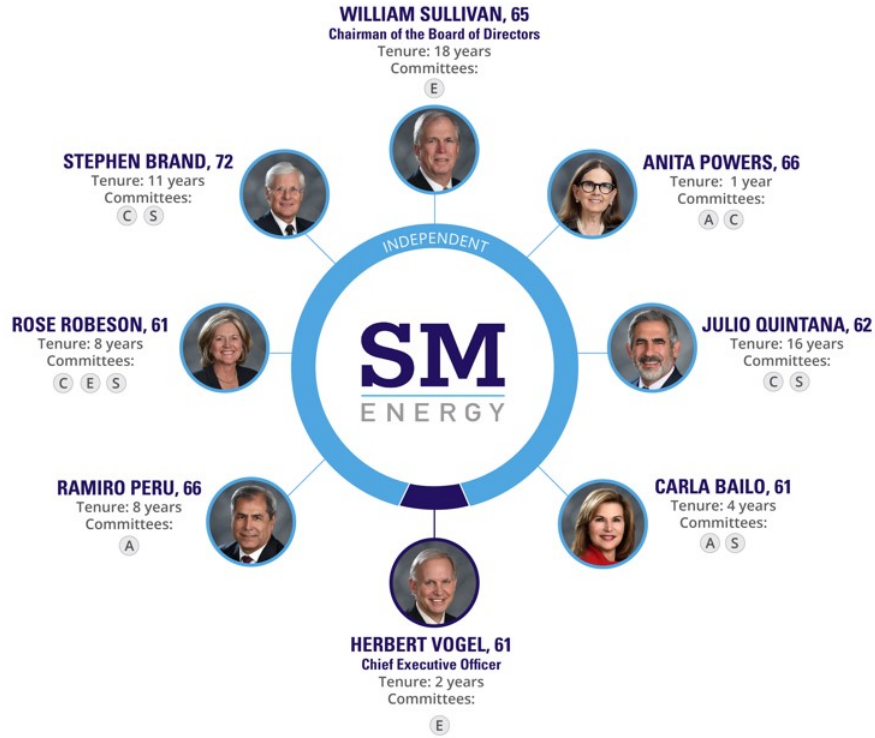 WILLIAM SULLIVAN, 65
Chairman of the Board of Directors
Tenure: 18 years
Committees:
E
STEPHEN BRAND, 72
Tenure: 11 years
Committees:
C S
ANITA POWERS, 66
Tenure: 1 year
Committees:
A C
INDEPENDENT
ROSE ROBESON, 61
Tenure: 8 years
Committees:
C E S
SM
ENERGY
JULIO QUINTANA, 62
Tenure: 16 years
Committees:
C S
RAMIRO PERU, 66
Tenure: 8 years
Committees:
A
CARLA BAILO, 61
Tenure: 4 years
Committees:
A S
HERBERT VOGEL, 61
Chief Executive Officer
Tenure: 2 years
Committees:
E